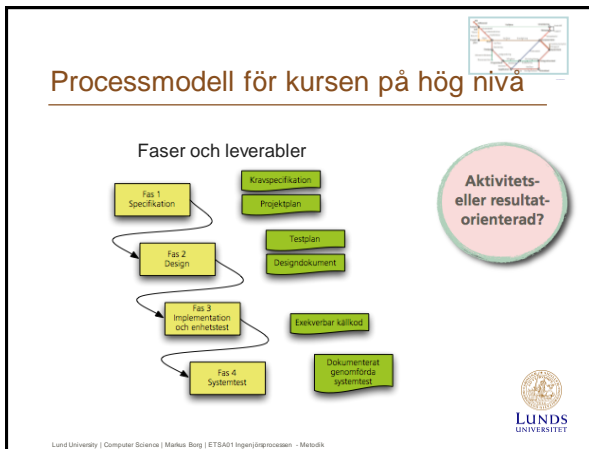 Processmodell för kursen på hög nivå
Faser och leverabler
Fas 1
Specifikation
Kravspecifikation
Projektplan
Aktivitets-
eller resultat-
orienterad?
Fas 2
Design
Testplan
Designdokument
Fas 3
Implementation
och enhetstest
Exekverbar källkod
Fas 4
Systemtest
Dokumenterat
genomförda
systemtest
LUNDS
UNIVERSITET
Lund University | Computer Science | Markus Borg | ETSA01 Ingenjörsprocessen - Metodik